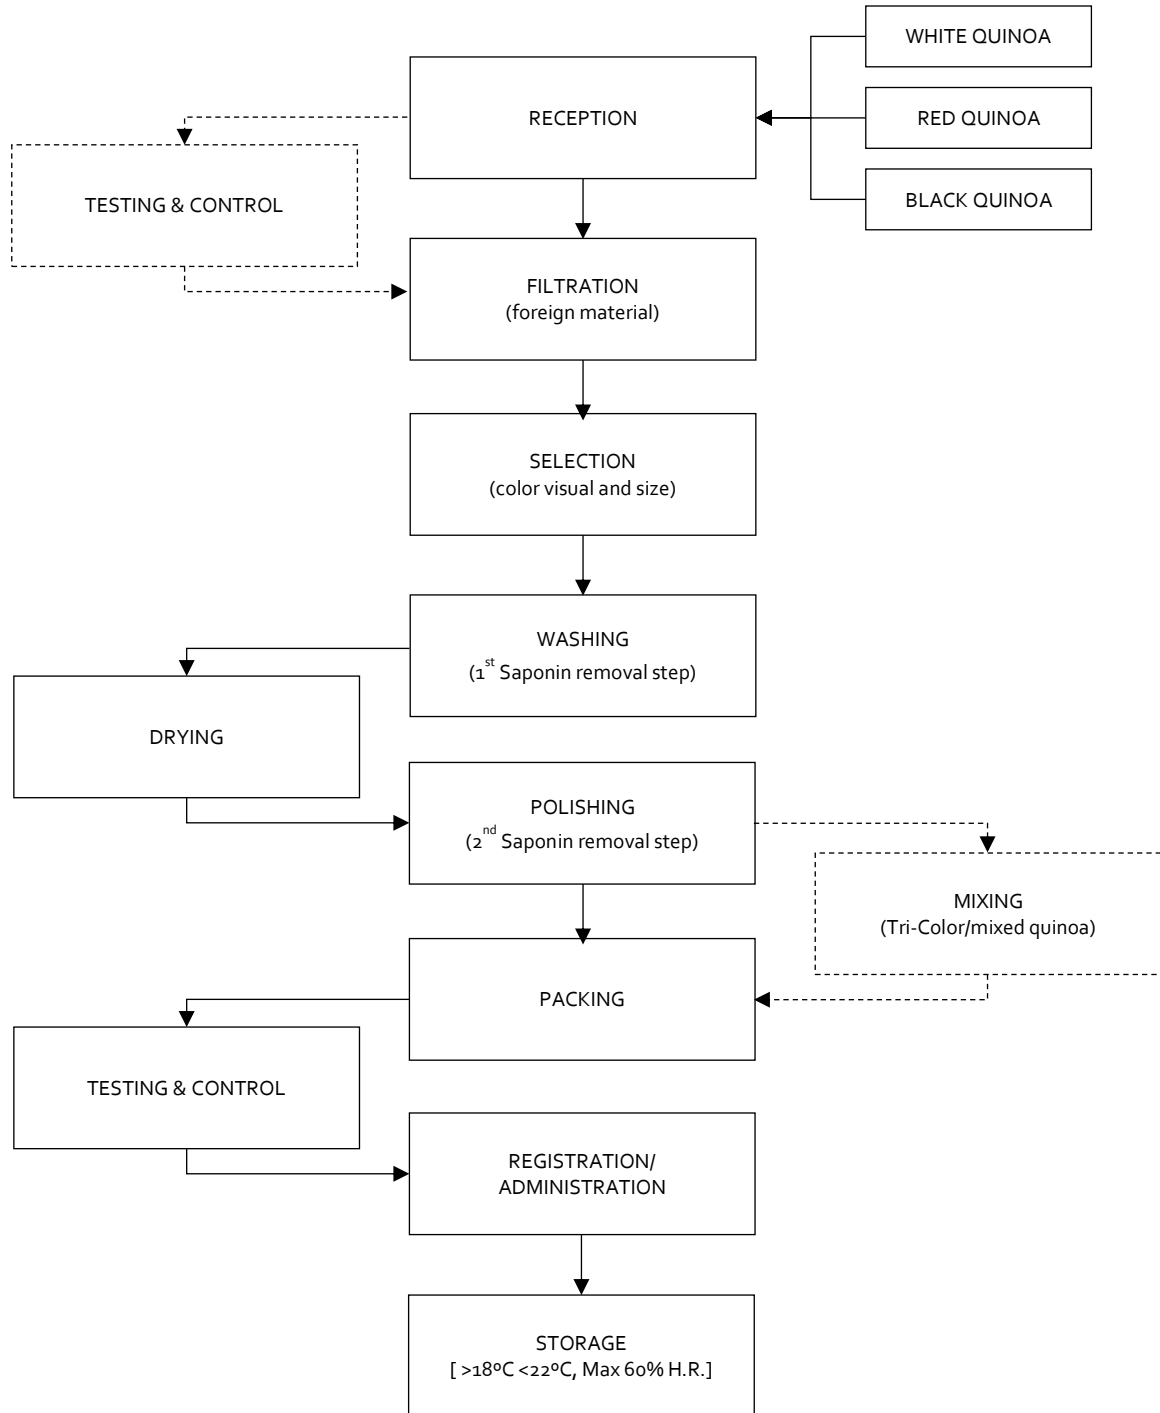 WHITE QUINOA
RECEPTION
RED QUINOA
BLACK QUINOA
TESTING & CONTROL
FILTRATION
(foreign material)
SELECTION
(color visual and size)
WASHING
(1st Saponin removal step)
DRYING
POLISHING
(2nd Saponin removal step)
MIXING
(Tri-Color/mixed quinoa)
PACKING
TESTING & CONTROL
REGISTRATION/
ADMINISTRATION
STORAGE
[ >18ºC <22ºC, Max 60% H.R.]